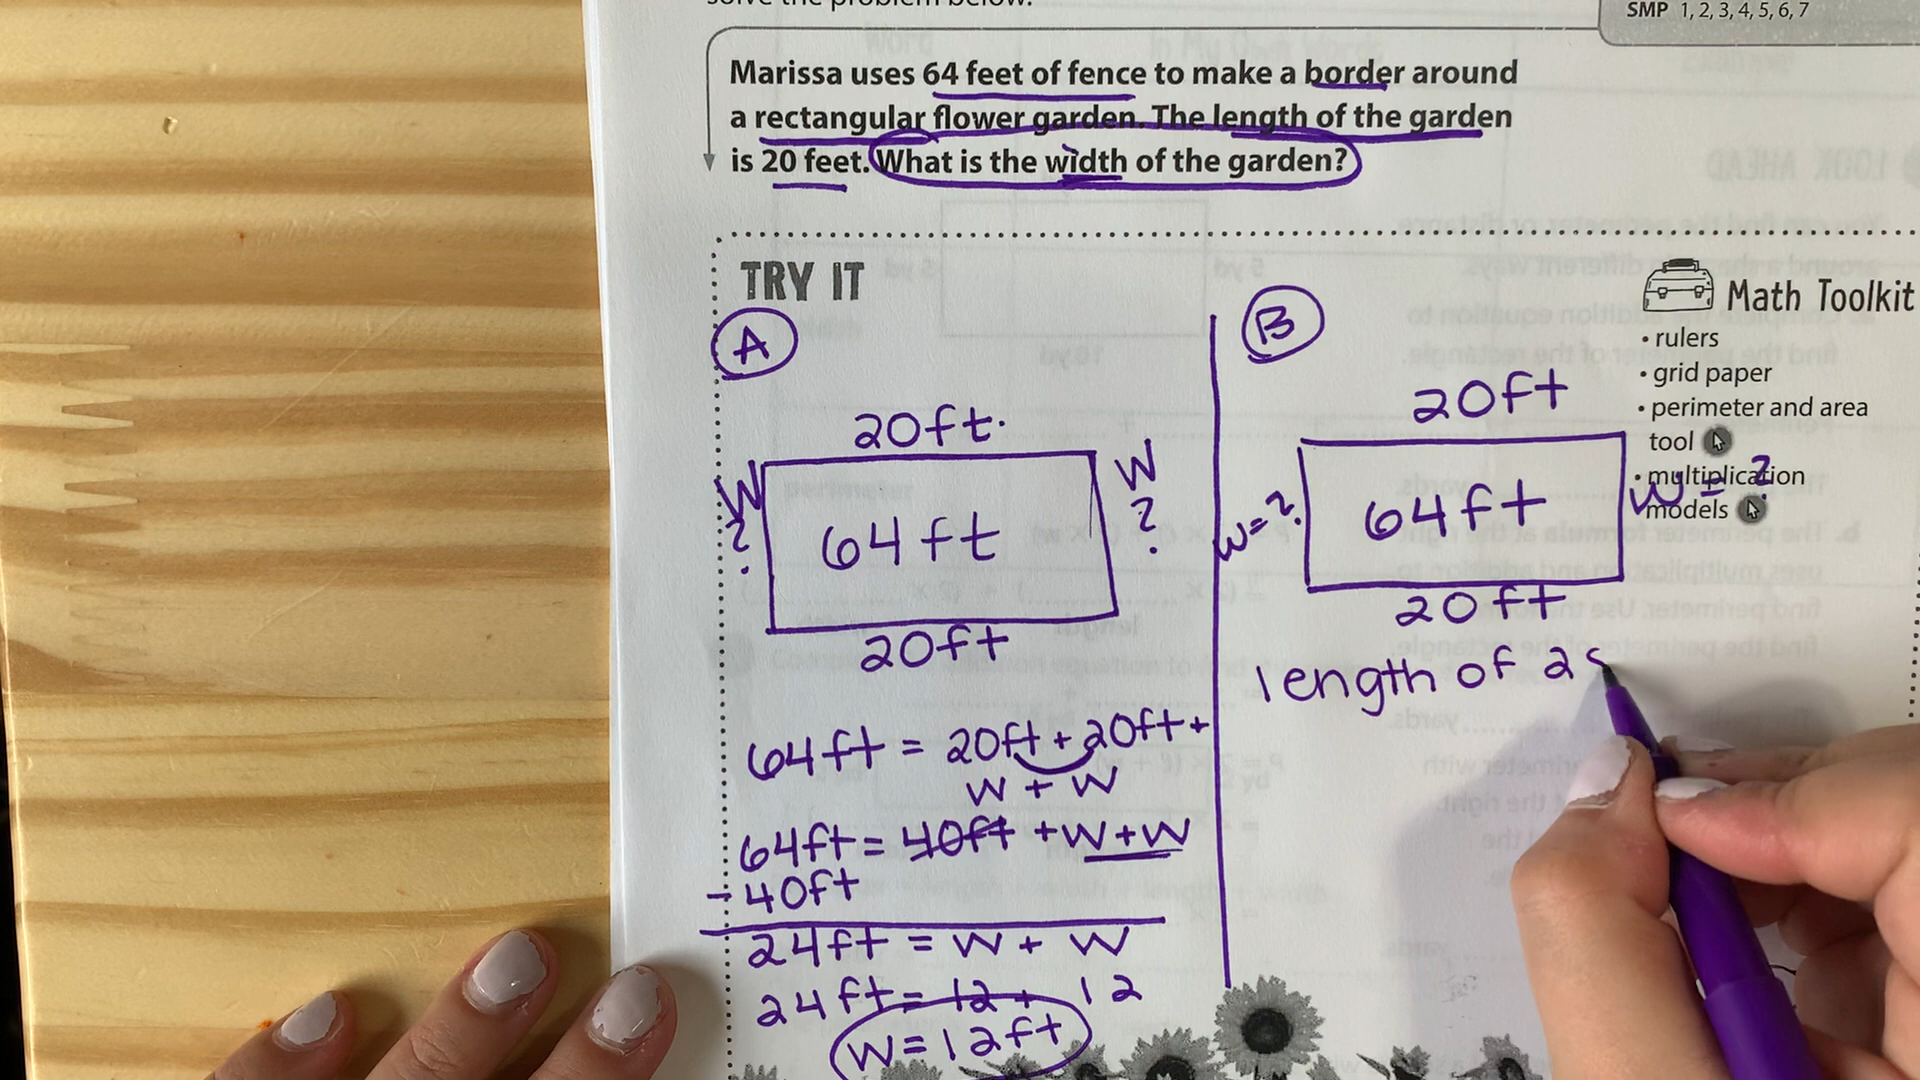 SMP 1, 2, 3, 4, 5, 6, 7
Marissa uses 64 feet of fence to make a border around
a rectangular flower garden. The length of the garden
is 20 feet. What is the width of the garden?
TRY IT
A
20ft.
W
?
64 ft
W
?
20ft
64ft = 20ft + 20ft +
W + W
64ft = 40ft + W + W
- 40ft
24ft = W + W
24ft = 12 + 12
W = 12ft
B
20ft
W = ?
64ft
W = ?
20ft
length of 2 s
Math Toolkit
• rulers
• grid paper
• perimeter and area
tool
• multiplication
models